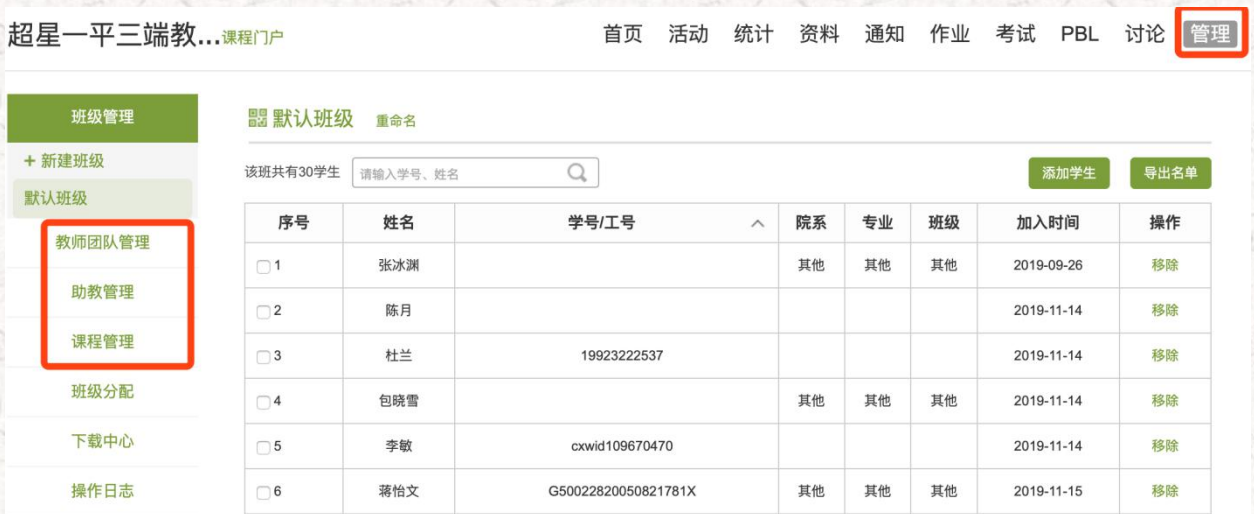 超星一平三端教...课程门户 首页 活动 统计 资料 通知 作业 考试 PBL 讨论 管理
班级管理
+ 新建班级
默认班级
教师团队管理
助教管理
课程管理
班级分配
下载中心
操作日志
默认班级 重命名
该班共有30学生 请输入学号、姓名 添加学生 导出名单
序号 姓名 学号/工号 院系 专业 班级 加入时间 操作
1 张冰渊 其他 其他 其他 2019-09-26 移除
2 陈月 2019-11-14 移除
3 杜兰 19923222537 2019-11-14 移除
4 包晓雪 其他 其他 其他 2019-11-14 移除
5 李敏 cxwid109670470 2019-11-14 移除
6 蒋怡文 G50022820050821781X 其他 其他 其他 2019-11-15 移除